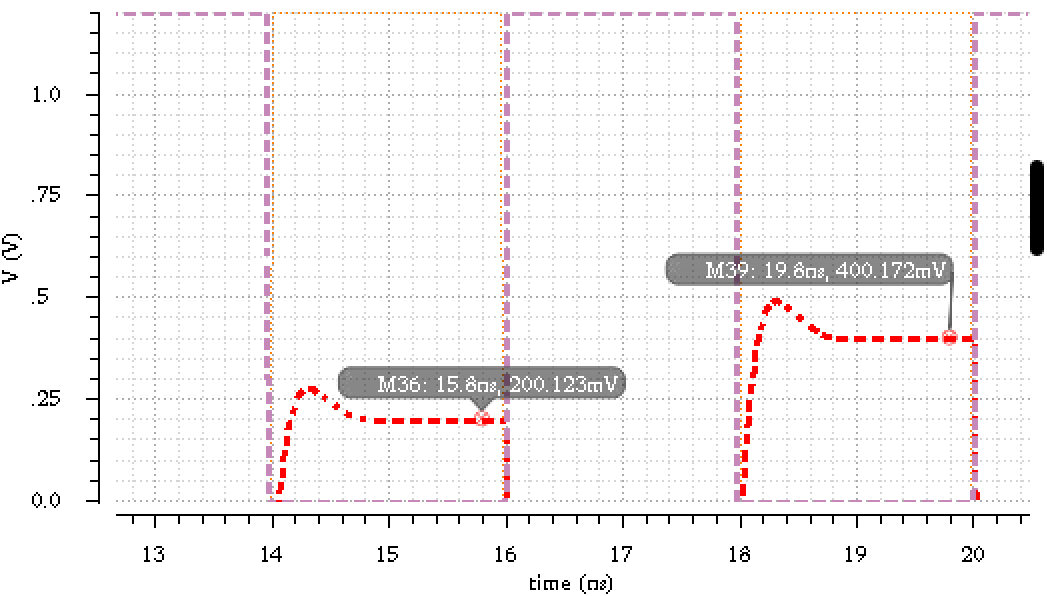 1.0
.75
V (V)
M39: 19.8ns, 400.172mV
.5
M36: 15.8ns, 200.123mV
.25
0.0
13 14 15 16 17 18 19 20
time (ns)